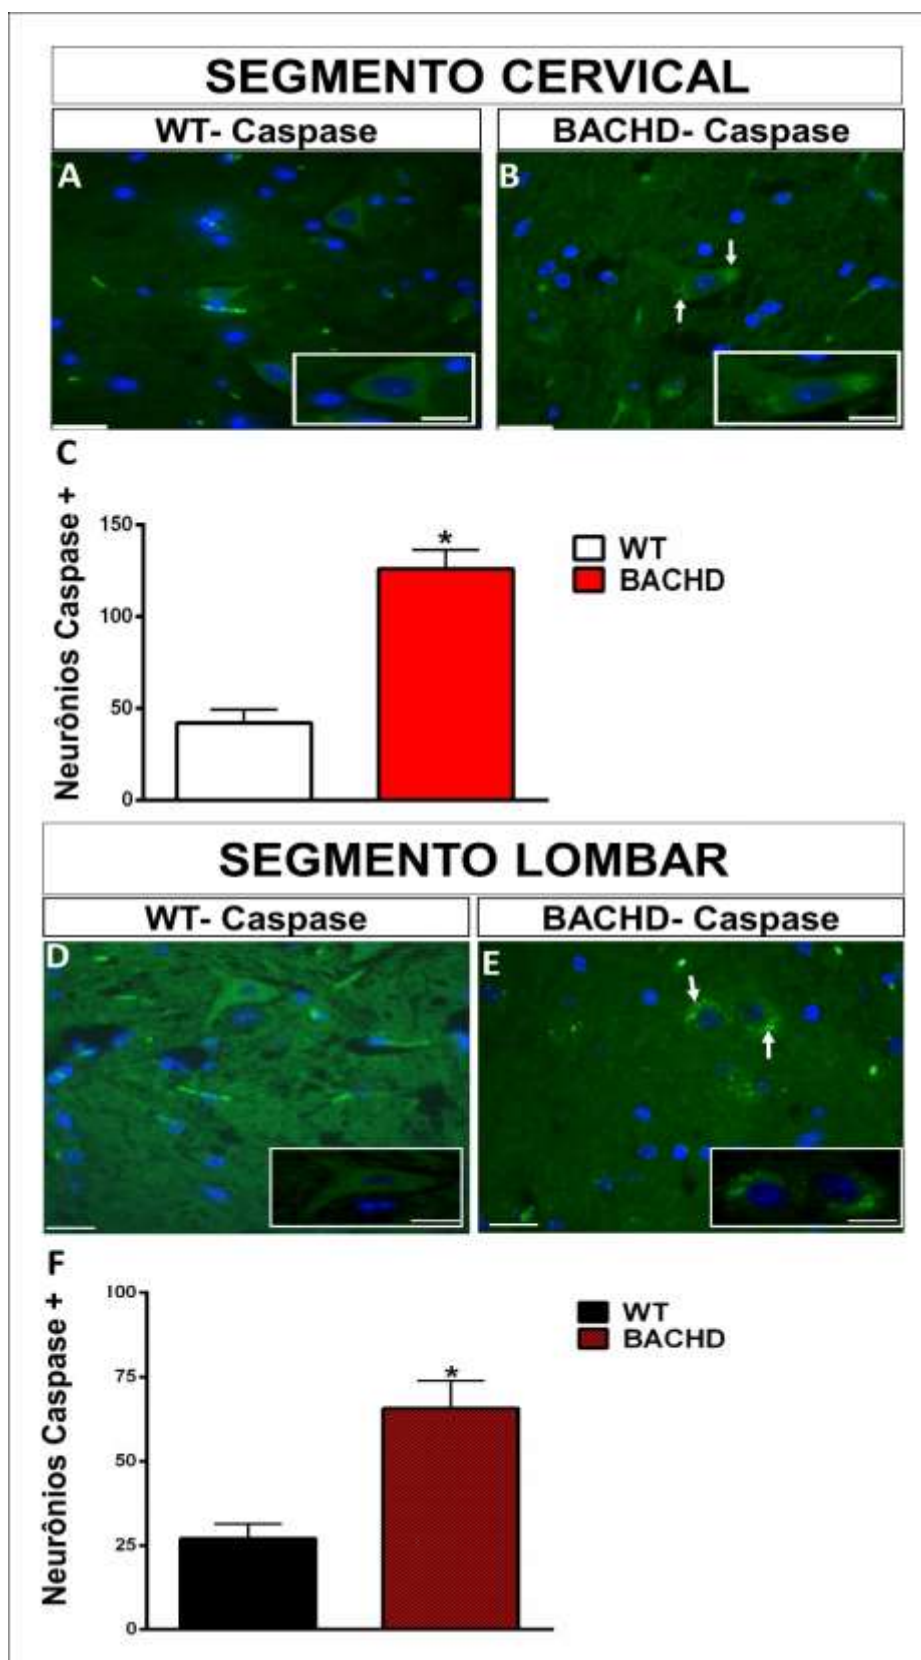 SEGMENTO CERVICAL
WT- Caspase
BACHD- Caspase
A
B
C
Neurônios Caspase +
150
100
50
0
*
WT
BACHD
SEGMENTO LOMBAR
WT- Caspase
BACHD- Caspase
D
E
F
Neurônios Caspase +
100
75
50
25
0
*
WT
BACHD